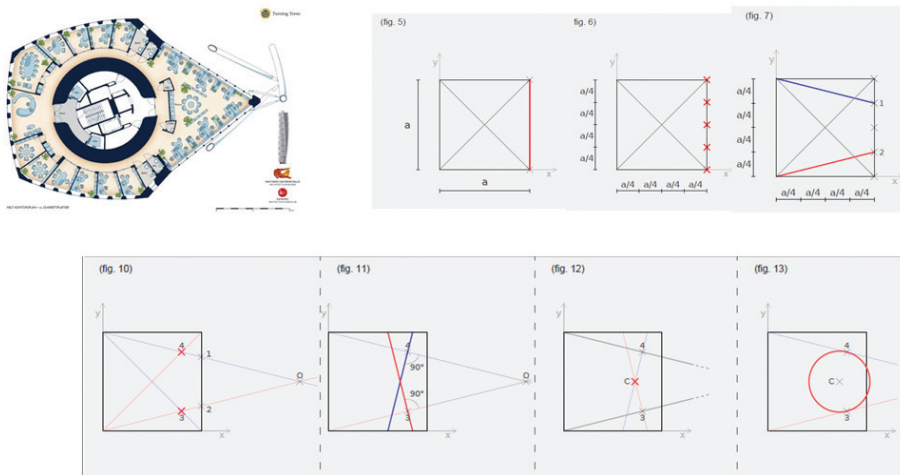 Turning Torso
(fig. 5)
y
a
a
x
(fig. 6)
y
a/4
a/4
a/4
a/4
x
a/4 a/4 a/4 a/4
(fig. 7)
y
a/4
a/4
a/4
a/4
1
2
x
a/4 a/4 a/4 a/4
(fig. 10)
y
4
1
O
2
3
x
(fig. 11)
y
4
90°
O
90°
3
x
(fig. 12)
y
4
C
3
x
(fig. 13)
y
4
C
3
x